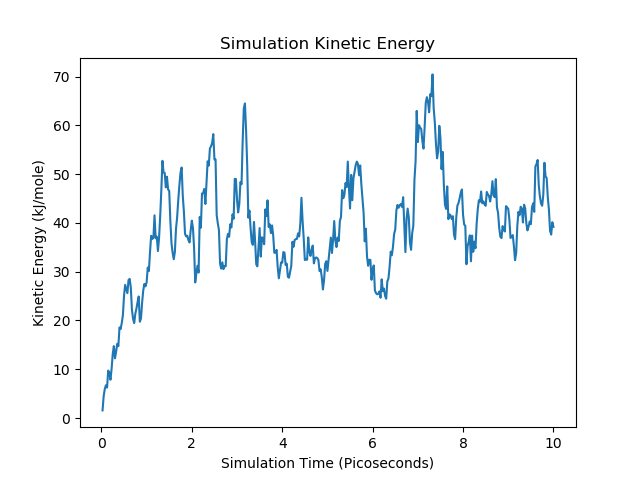 Simulation Kinetic Energy
Kinetic Energy (kJ/mole)
70
60
50
40
30
20
10
0
0 2 4 6 8 10
Simulation Time (Picoseconds)